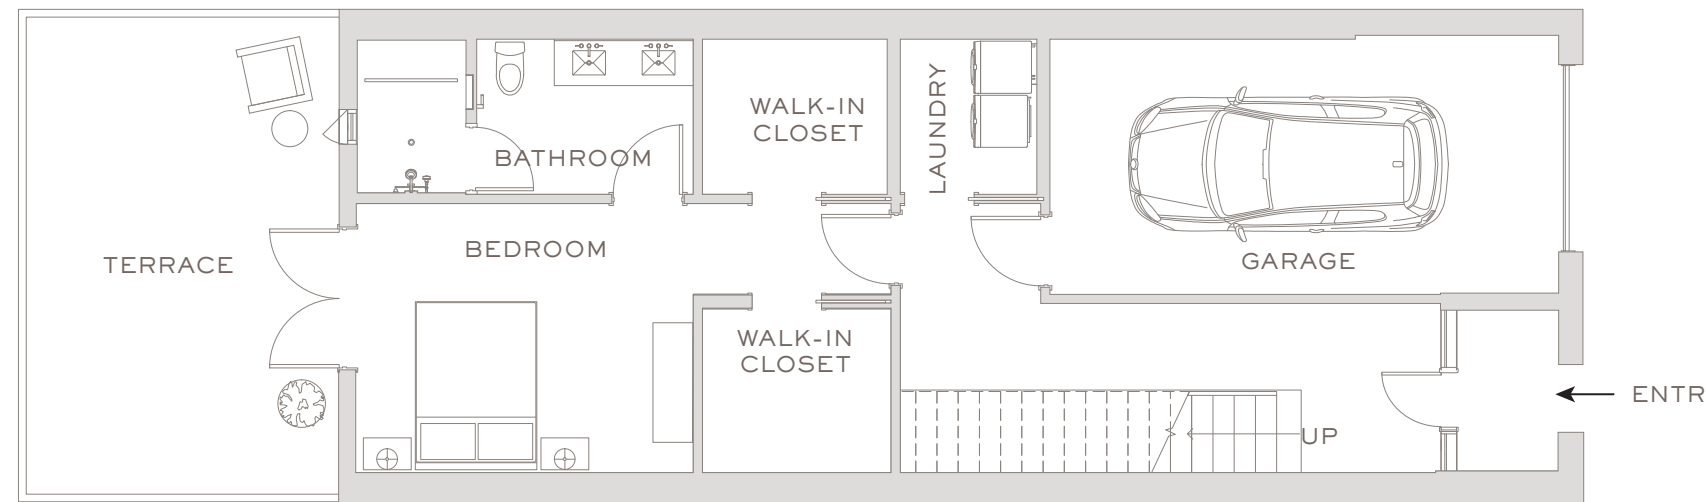 WALK-IN
CLOSET
LAUNDRY
BATHROOM
BEDROOM
TERRACE
GARAGE
WALK-IN
CLOSET
ENTR
UP